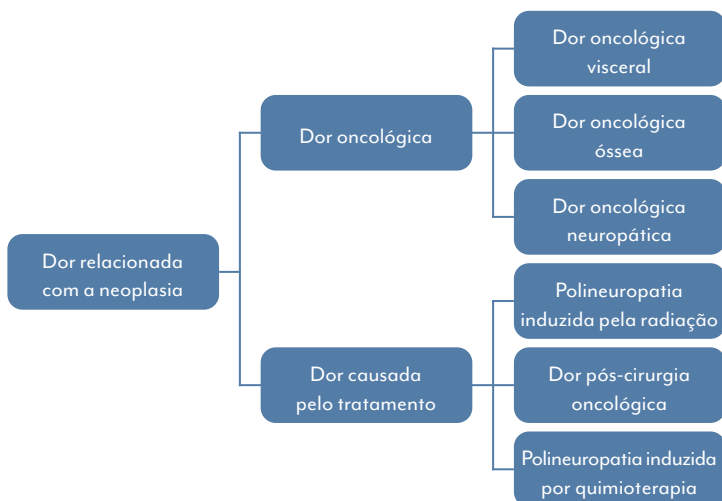 Dor relacionada
com a neoplasia
Dor oncológica
Dor oncológica
visceral
Dor oncológica
óssea
Dor oncológica
neuropática
Dor causada
pelo tratamento
Polineuropatia
induzida pela radiação
Dor pós-cirurgia
oncológica
Polineuropatia induzida
por quimioterapia